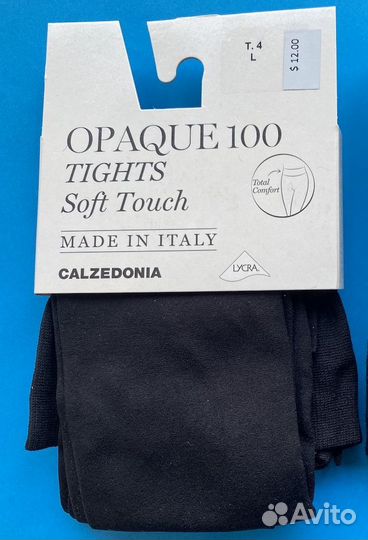 T. 4
L
$ 12.00
OPAQUE 100
TIGHTS
Soft Touch
Total
Comfort
MADE IN ITALY
CALZEDONIA
LYCRA
Avito